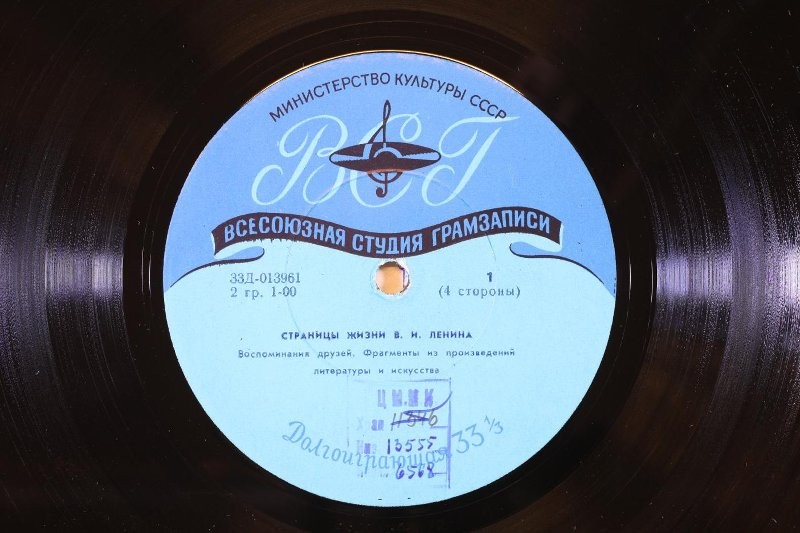 МИНИСТЕРСТВО КУЛЬТУРЫ СССР
ВСГ
ВСЕСОЮЗНАЯ СТУДИЯ ГРАМЗАПИСИ
33Д-013961 1
2 гр. 1-00 (4 стороны)
СТРАНИЦЫ ЖИЗНИ В. И. ЛЕНИНА
Воспоминания друзей. Фрагменты из произведений
литературы и искусства
13555
6568
Долгоиграющая 33 1/3